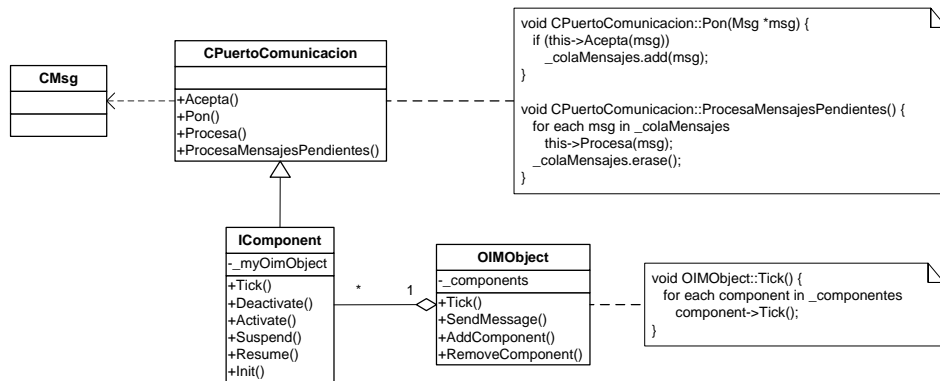 CMsg
CPuertoComunicacion
+Acepta()
+Pon()
+Procesa()
+ProcesaMensajesPendientes()
void CPuertoComunicacion::Pon(Msg *msg) {
if (this->Acepta(msg))
_colaMensajes.add(msg);
}
void CPuertoComunicacion::ProcesaMensajesPendientes() {
for each msg in _colaMensajes
this->Procesa(msg);
_colaMensajes.erase();
}
IComponent
-_myOimObject
+Tick()
+Deactivate()
+Activate()
+Suspend()
+Resume()
+Init()
*
1
OIMObject
-_components
+Tick()
+SendMessage()
+AddComponent()
+RemoveComponent()
void OIMObject::Tick() {
for each component in _componentes
component->Tick();
}